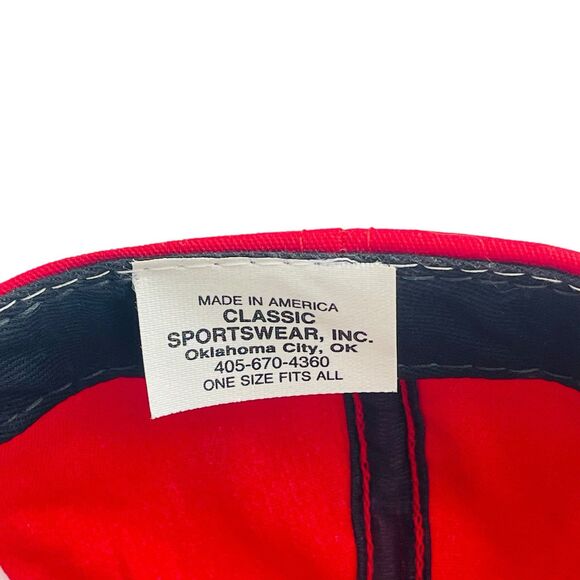 MADE IN AMERICA
CLASSIC
SPORTSWEAR, INC.
Oklahoma City, OK
405-670-4360
ONE SIZE FITS ALL